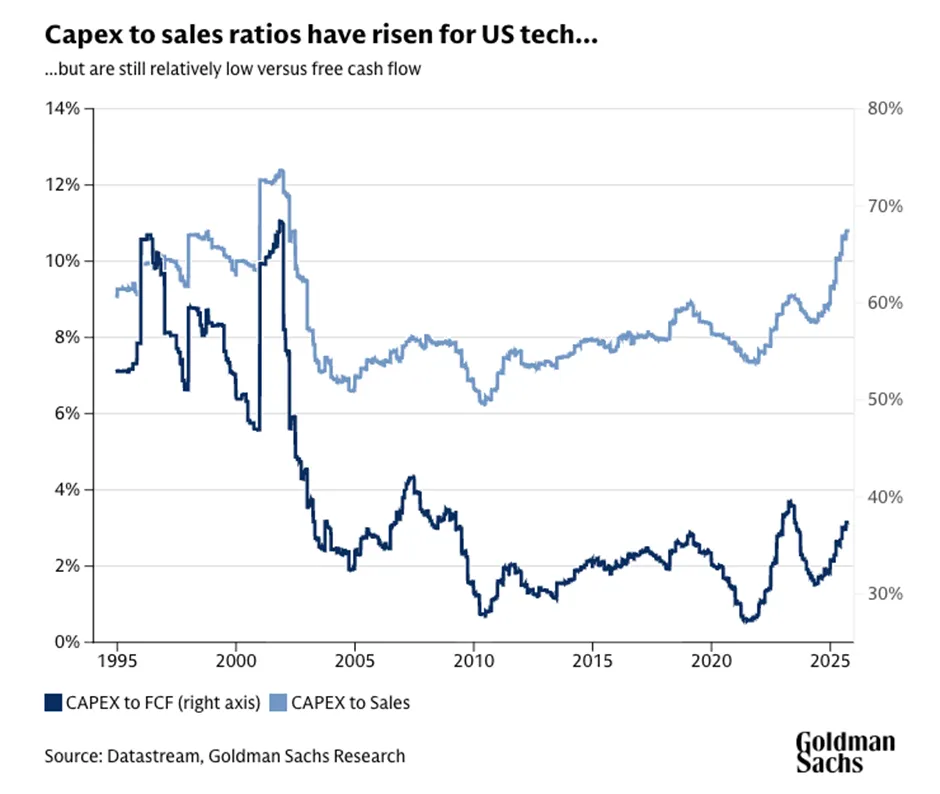 Capex to sales ratios have risen for US tech...
...but are still relatively low versus free cash flow
14%
12%
10%
8%
6%
4%
2%
0%
80%
70%
60%
50%
40%
30%
1995 2000 2005 2010 2015 2020 2025
CAPEX to FCF (right axis) CAPEX to Sales
Source: Datastream, Goldman Sachs Research
Goldman
Sachs